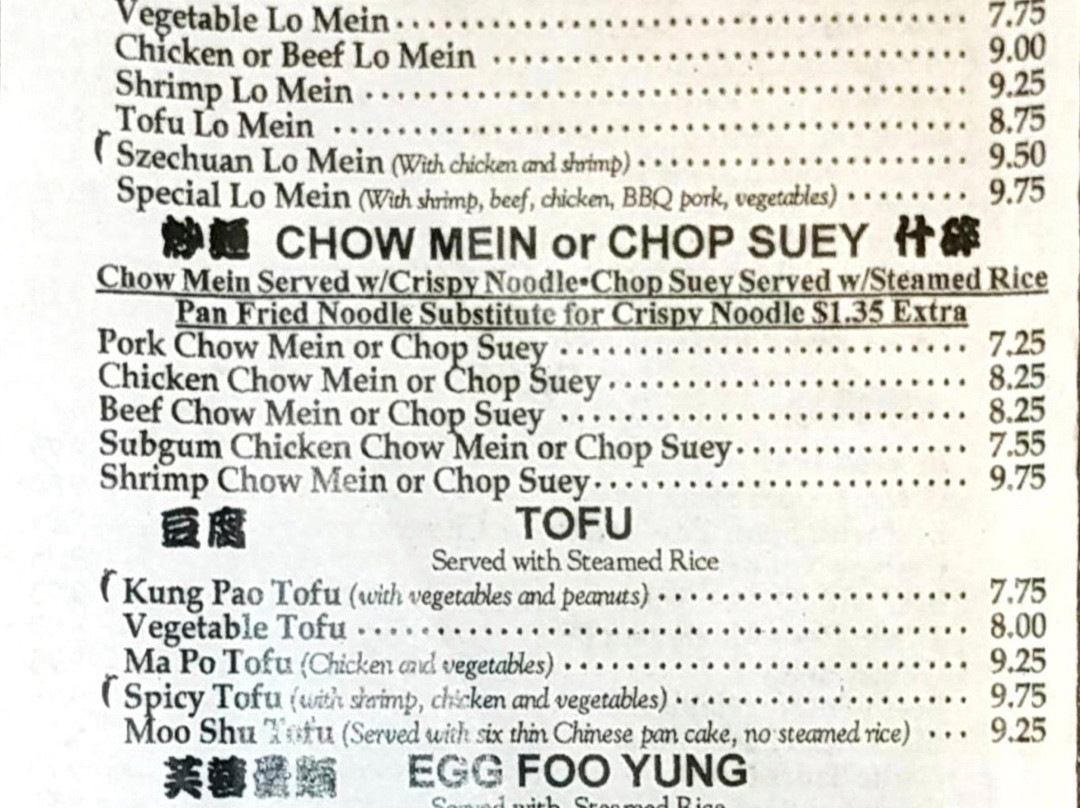 Vegetable Lo Mein 7.75
Chicken or Beef Lo Mein 9.00
Shrimp Lo Mein 9.25
Tofu Lo Mein 8.75
Szechuan Lo Mein (With chicken and shrimp) 9.50
Special Lo Mein (With shrimp, beef, chicken, BBQ pork, vegetables) 9.75
炒麵 CHOW MEIN or CHOP SUEY 什碎
Chow Mein Served w/Crispy Noodle•Chop Suey Served w/Steamed Rice
Pan Fried Noodle Substitute for Crispy Noodle $1.35 Extra
Pork Chow Mein or Chop Suey 7.25
Chicken Chow Mein or Chop Suey 8.25
Beef Chow Mein or Chop Suey 8.25
Subgum Chicken Chow Mein or Chop Suey 7.55
Shrimp Chow Mein or Chop Suey 9.75
豆腐 TOFU
Served with Steamed Rice
Kung Pao Tofu (with vegetables and peanuts) 7.75
Vegetable Tofu 8.00
Ma Po Tofu (Chicken and vegetables) 9.25
Spicy Tofu (with shrimp, chicken and vegetables) 9.75
Moo Shu Tofu (Served with six thin Chinese pan cake, no steamed rice) 9.25
芙蓉蛋類 EGG FOO YUNG
Served with Steamed Rice